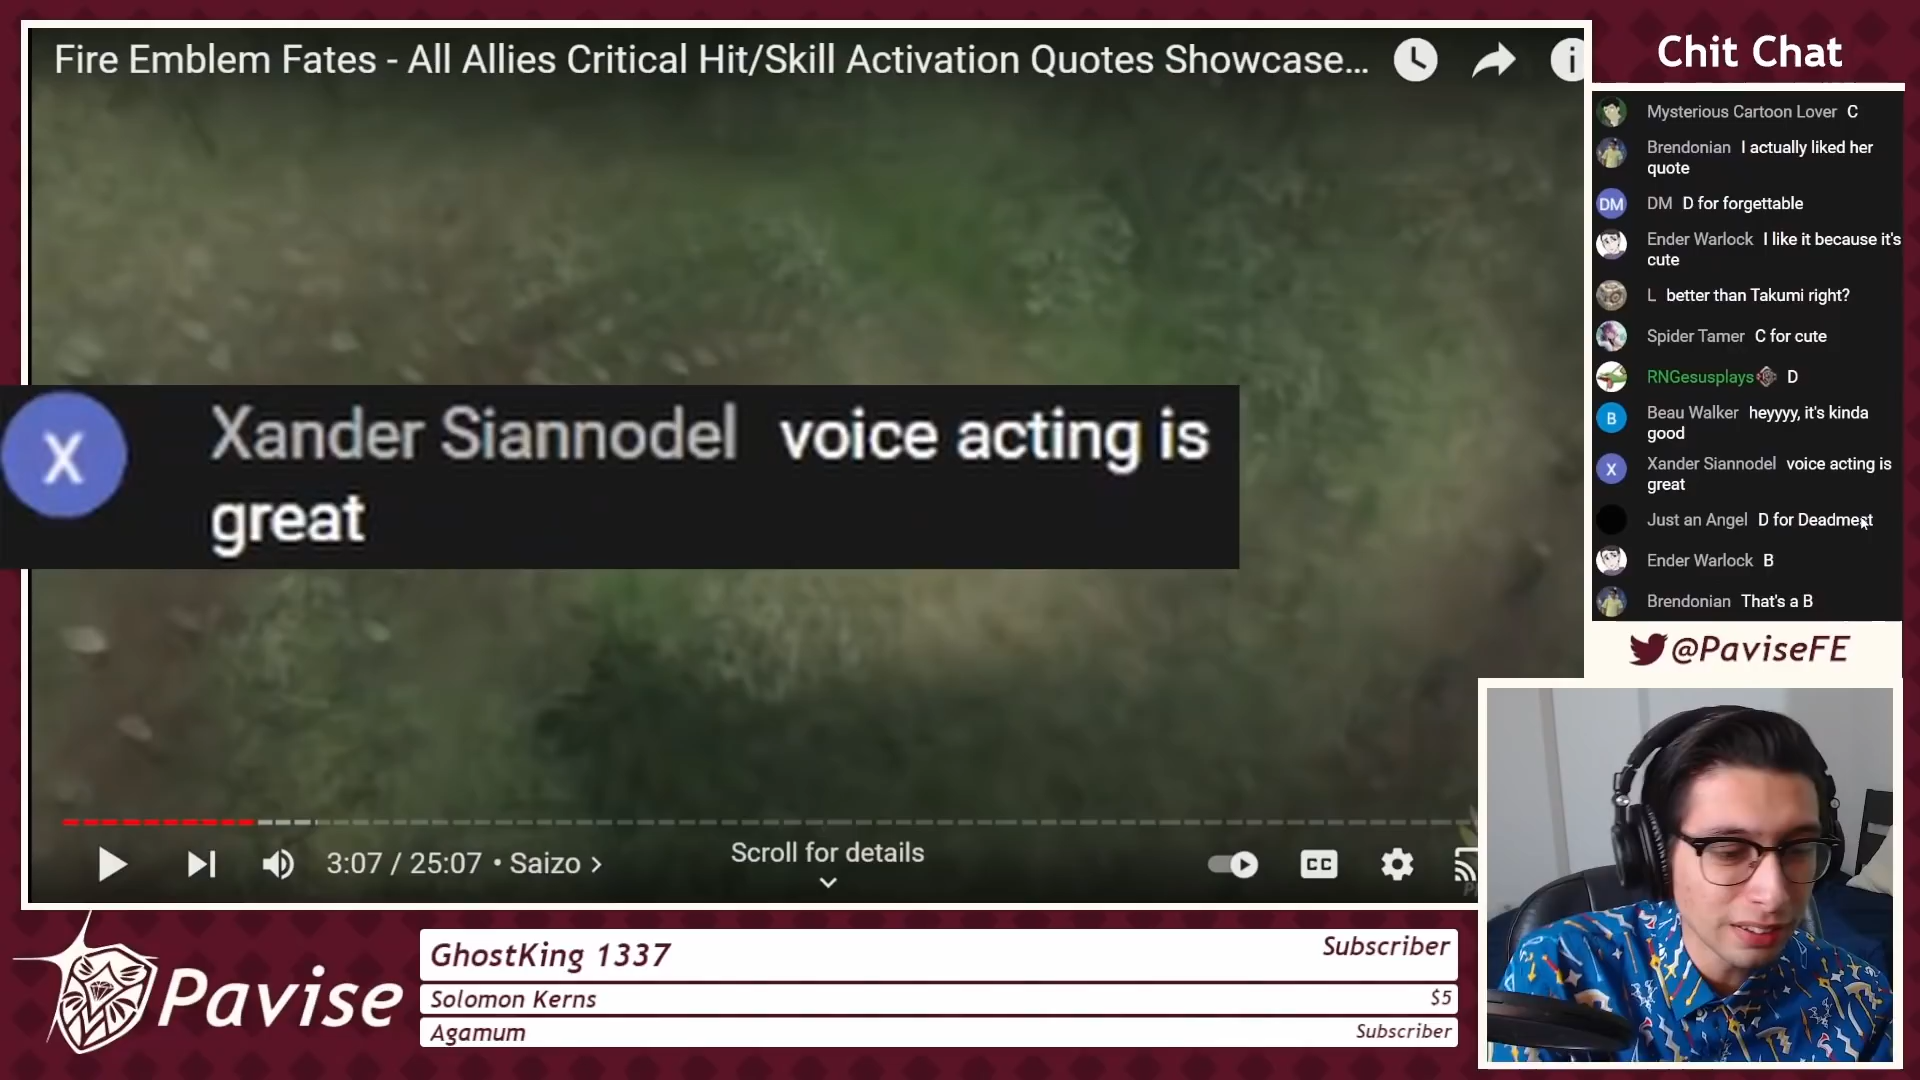 Fire Emblem Fates - All Allies Critical Hit/Skill Activation Quotes Showcase...
X
Xander Siannodel voice acting is
great
3:07 / 25:07 • Saizo >
Scroll for details
CC
Chit Chat
Mysterious Cartoon Lover C
Brendonian I actually liked her
quote
DM DM D for forgettable
Ender Warlock I like it because it's
cute
L better than Takumi right?
Spider Tamer C for cute
RNGesusplays D
B Beau Walker heyyyy, it's kinda
good
X Xander Siannodel voice acting is
great
Just an Angel D for Deadmeat
Ender Warlock B
Brendonian That's a B
@PaviseFE
Pavise
GhostKing 1337 Subscriber
Solomon Kerns $5
Agamum Subscriber